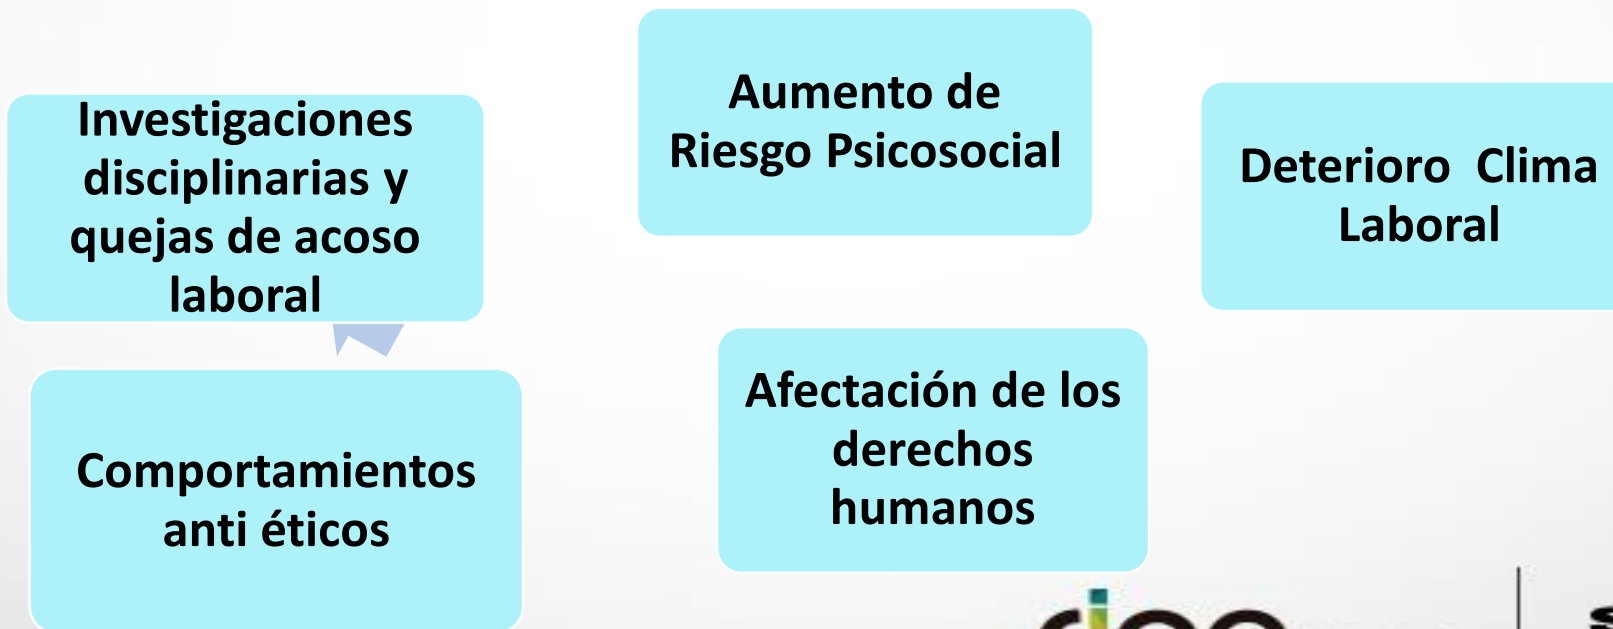 Investigaciones
disciplinarias y
quejas de acoso
laboral
Aumento de
Riesgo Psicosocial
Deterioro  Clima
Laboral
Comportamientos
anti éticos
Afectación de los
derechos
humanos